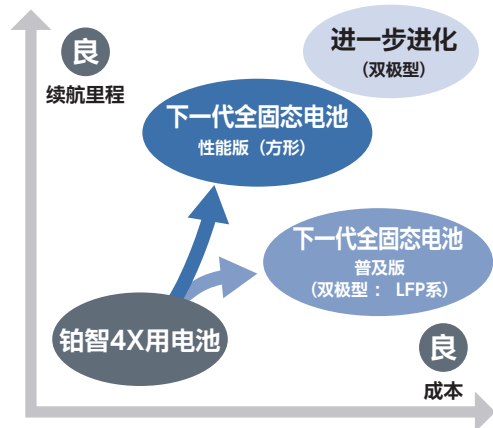 良
续航里程
进一步进化
（双极型）
下一代全固态电池
性能版（方形）
下一代全固态电池
普及版
（双极型： LFP系）
铂智4X用电池
良
成本